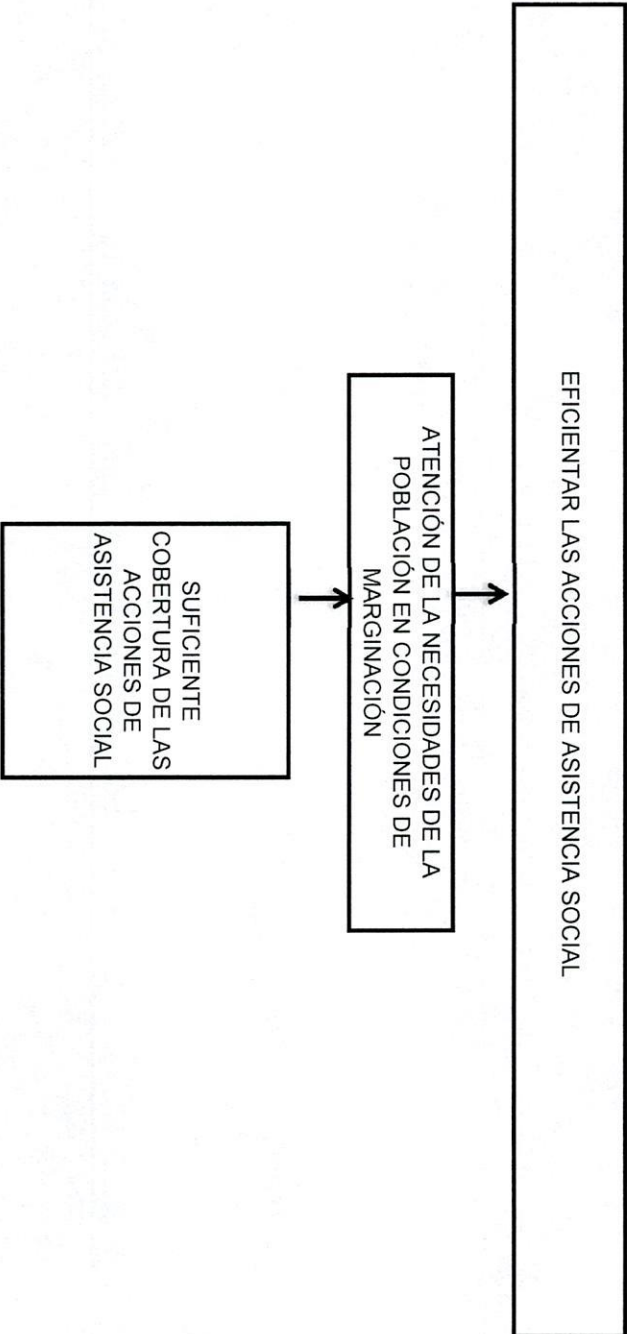 EFICIENTAR LAS ACCIONES DE ASISTENCIA SOCIAL
ATENCIÓN DE LA NECESIDADES DE LA
POBLACIÓN EN CONDICIONES DE
MARGINACIÓN
SUFICIENTE
COBERTURA DE LAS
ACCIONES DE
ASISTENCIA SOCIAL